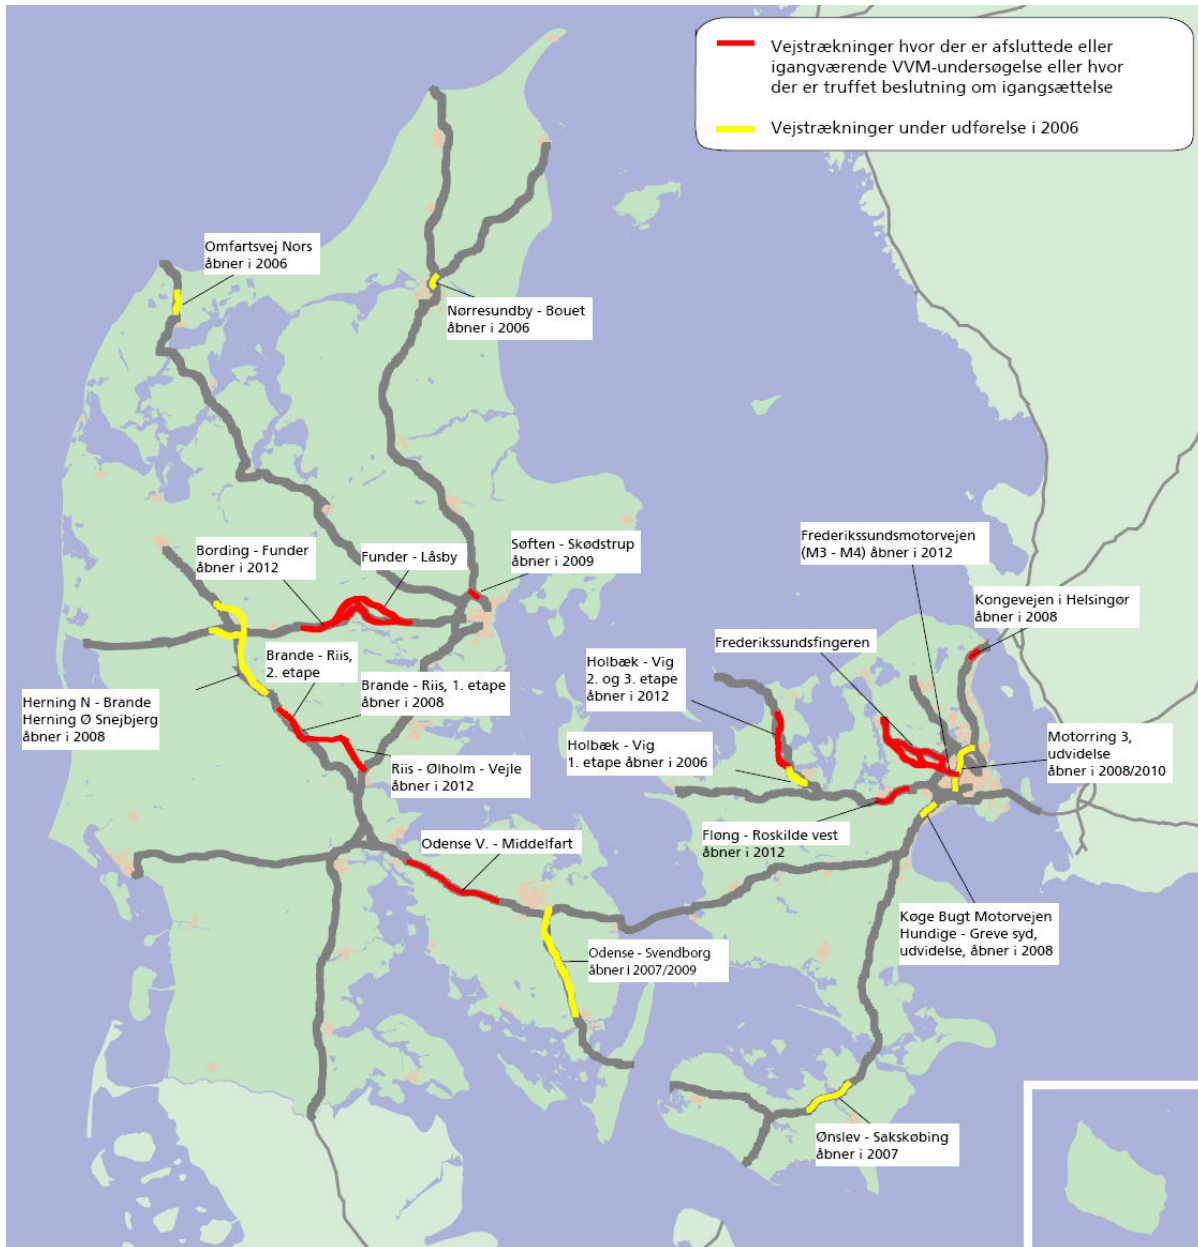 Vejstrækninger hvor der er afsluttede eller
igangværende VVM-undersøgelse eller hvor
der er truffet beslutning om igangsættelse
Vejstrækninger under udførelse i 2006
Omfartsvej Nors
åbner i 2006
Nørresundby - Bouet
åbner i 2006
Bording - Funder
åbner i 2012
Funder - Låsby
Søften - Skødstrup
åbner i 2009
Frederikssundsmotorvejen
(M3 - M4) åbner i 2012
Kongevejen i Helsingør
åbner i 2008
Frederikssundsfingeren
Brande - Riis,
2. etape
Brande - Riis, 1. etape
åbner i 2008
Holbæk - Vig
2. og 3. etape
åbner i 2012
Herning N - Brande
Herning Ø Snejbjerg
åbner i 2008
Holbæk - Vig
1. etape åbner i 2006
Motorring 3,
udvidelse
åbner i 2008/2010
Riis - Ølholm - Vejle
åbner i 2012
Odense V. - Middelfart
Fløng - Roskilde vest
åbner i 2012
Køge Bugt Motorvejen
Hundige - Greve syd,
udvidelse, åbner i 2008
Odense - Svendborg
åbner i 2007/2009
Ønslev - Sakskøbing
åbner i 2007